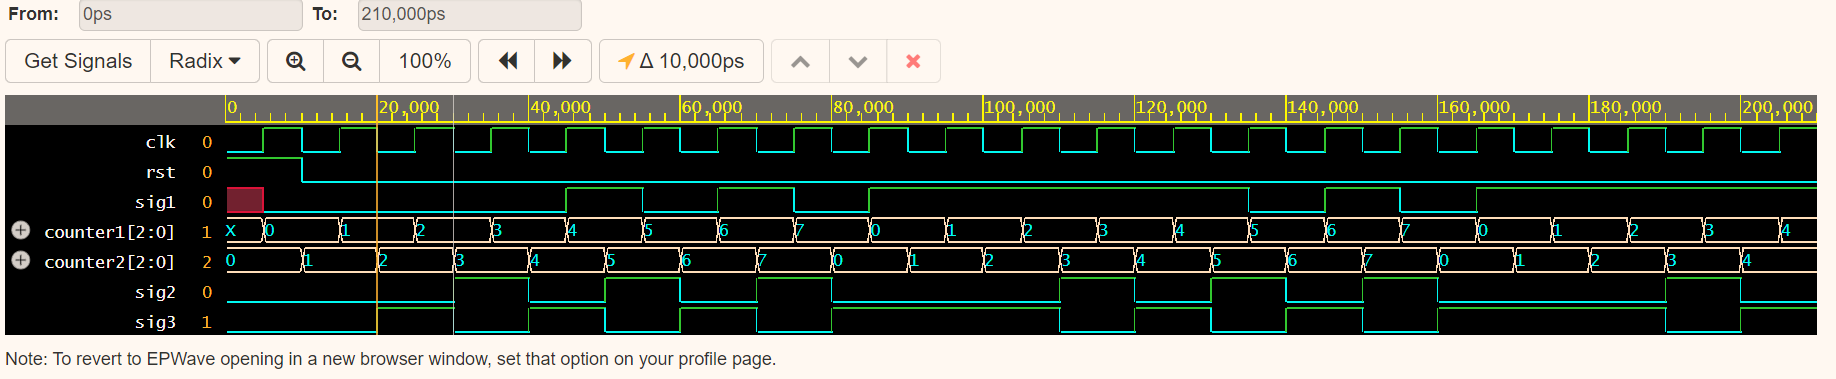 From: 0ps To: 210,000ps
Get Signals Radix 100% Δ 10,000ps
0 20,000 40,000 60,000 80,000 100,000 120,000 140,000 160,000 180,000 200,000
clk 0
rst 0
sig1 0
counter1[2:0] 1 X 0 1 2 3 4 5 6 7 0 1 2 3 4 5 6 7 0 1 2 3 4
counter2[2:0] 2 0 1 2 3 4 5 6 7 0 1 2 3 4 5 6 7 0 1 2 3 4
sig2 0
sig3 1
Note: To revert to EPWave opening in a new browser window, set that option on your profile page.